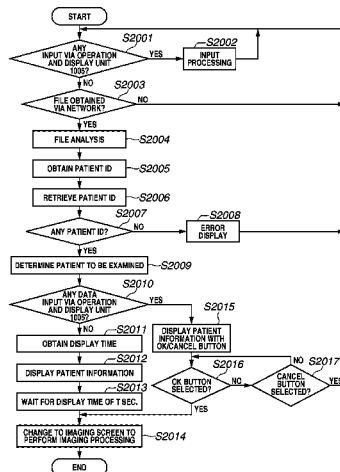 START
S2001
ANY
INPUT VIA OPERATION
AND DISPLAY UNIT
1005?
YES
S2002
INPUT
PROCESSING
NO
S2003
FILE OBTAINED
VIA NETWORK?
NO
YES
S2004
FILE ANALYSIS
S2005
OBTAIN PATIENT ID
S2006
RETRIEVE PATIENT ID
S2007
ANY PATIENT ID?
NO
S2008
ERROR
DISPLAY
YES
S2009
DETERMINE PATIENT TO BE EXAMINED
S2010
ANY DATA
INPUT VIA OPERATION
AND DISPLAY UNIT
1005?
YES
NO
S2011
OBTAIN DISPLAY TIME
S2012
DISPLAY PATIENT INFORMATION
S2013
WAIT FOR DISPLAY TIME OF T SEC.
S2015
DISPLAY PATIENT
INFORMATION WITH
OK/CANCEL BUTTON
S2016
OK BUTTON
SELECTED?
NO
YES
S2017
CANCEL
BUTTON
SELECTED?
NO
YES
S2014
CHANGE TO IMAGING SCREEN TO
PERFORM IMAGING PROCESSING
END